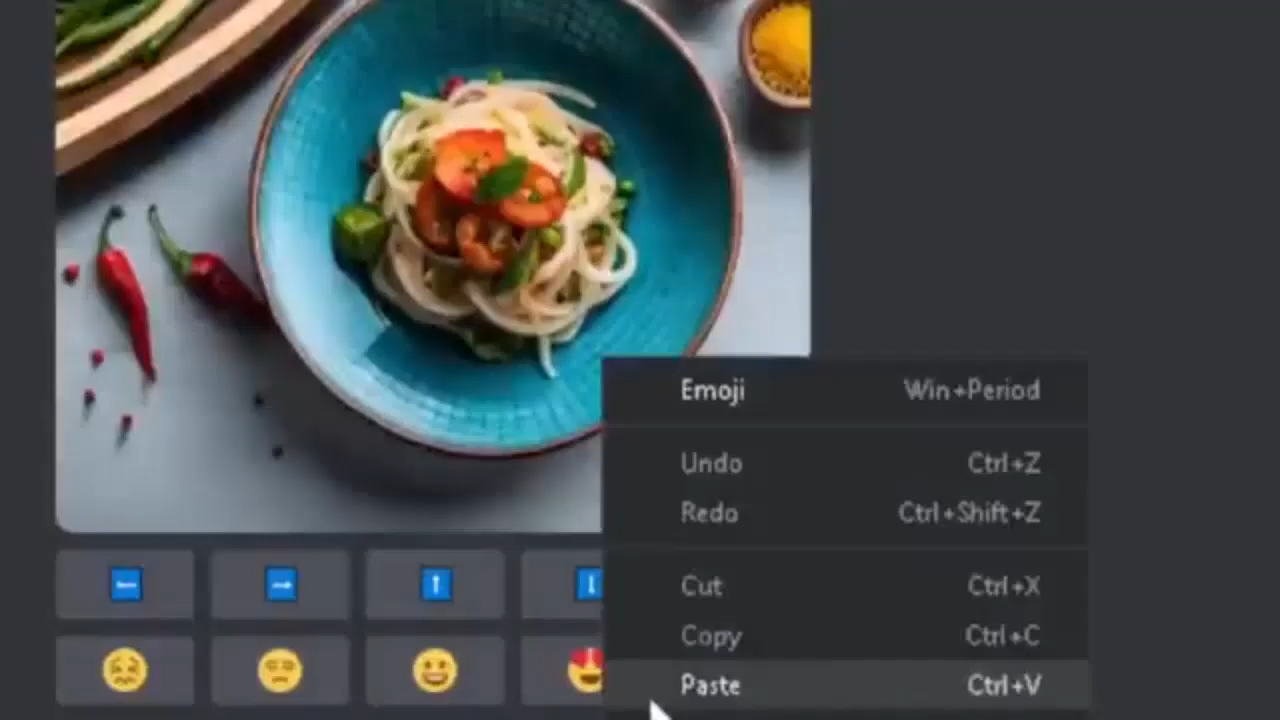 Emoji Win+Period
Undo Ctrl+Z
Redo Ctrl+Shift+Z
Cut Ctrl+X
Copy Ctrl+C
Paste Ctrl+V